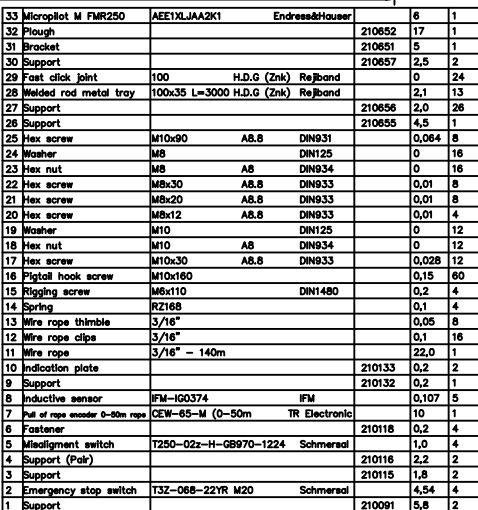 33 Micropilot M FMR250 AEE1XLJAA2K1 Endress&Hauser 6 1
32 Plough 210652 17 1
31 Bracket 210651 5 1
30 Support 210657 2,5 2
29 Fast click joint 100 H.D.G (Znk) Rejiband 0 24
28 Welded rod metal tray 100x35 L=3000 H.D.G (Znk) Rejiband 2,1 13
27 Support 210656 2,0 26
26 Support 210655 4,5 1
25 Hex screw M10x90 A8.8 DIN931 0,064 8
24 Washer M8 DIN125 0 16
23 Hex nut M8 A8 DIN934 0 16
22 Hex screw M8x30 A8.8 DIN933 0,01 8
21 Hex screw M8x20 A8.8 DIN933 0,01 8
20 Hex screw M8x12 A8.8 DIN933 0,01 4
19 Washer M10 DIN125 0 12
18 Hex nut M10 A8 DIN934 0 12
17 Hex screw M10x30 A8.8 DIN933 0,028 12
16 Pigtail hook screw M10x160 0,15 60
15 Rigging screw M6x110 DIN1480 0,2 4
14 Spring RZ168 0,1 4
13 Wire rope thimble 3/16" 0,05 8
12 Wire rope clips 3/16" 0,1 16
11 Wire rope 3/16" - 140m 22,0 1
10 Indication plate 210133 0,2 2
9 Support 210132 0,2 1
8 Inductive sensor IFM-IG0374 IFM 0,107 5
7 Pull of rope encoder 0-50m rope CEW-65-M (0-50m TR Electronic 10 1
6 Fastener 210118 0,2 4
5 Misaligment switch T250-02z-H-GB970-1224 Schmersal 1,0 4
4 Support (Pair) 210116 2,2 2
3 Support 210115 1,8 2
2 Emergency stop switch T3Z-068-22YR M20 Schmersal 4,54 4
1 Support 210091 5,8 2